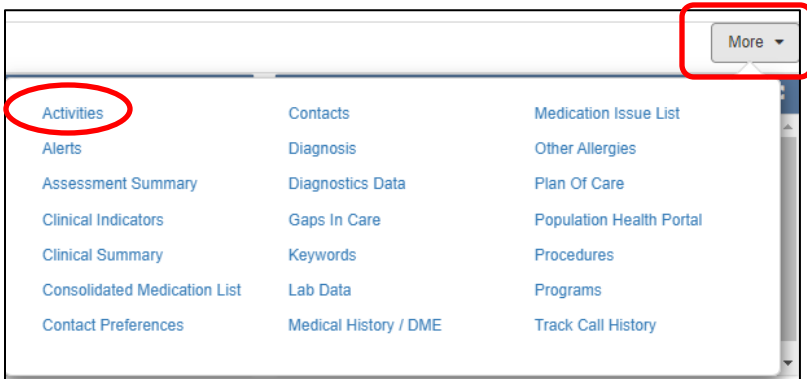 More
Activities
Alerts
Assessment Summary
Clinical Indicators
Clinical Summary
Consolidated Medication List
Contact Preferences
Contacts
Diagnosis
Diagnostics Data
Gaps In Care
Keywords
Lab Data
Medical History / DME
Medication Issue List
Other Allergies
Plan Of Care
Population Health Portal
Procedures
Programs
Track Call History